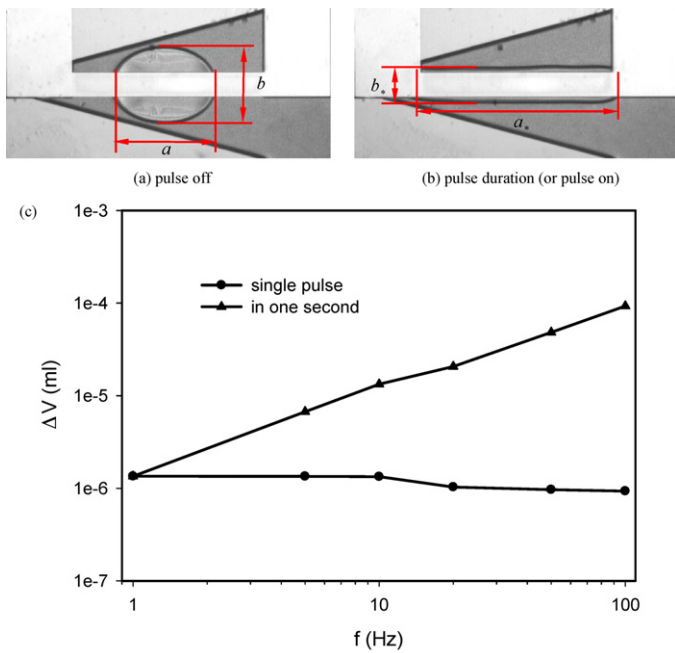 b
a
b*
a*
(a) pulse off
(b) pulse duration (or pulse on)
(c)
1e-3
single pulse
in one second
1e-4
1e-5
1e-6
1e-7
ΔV (ml)
1
10
100
f (Hz)